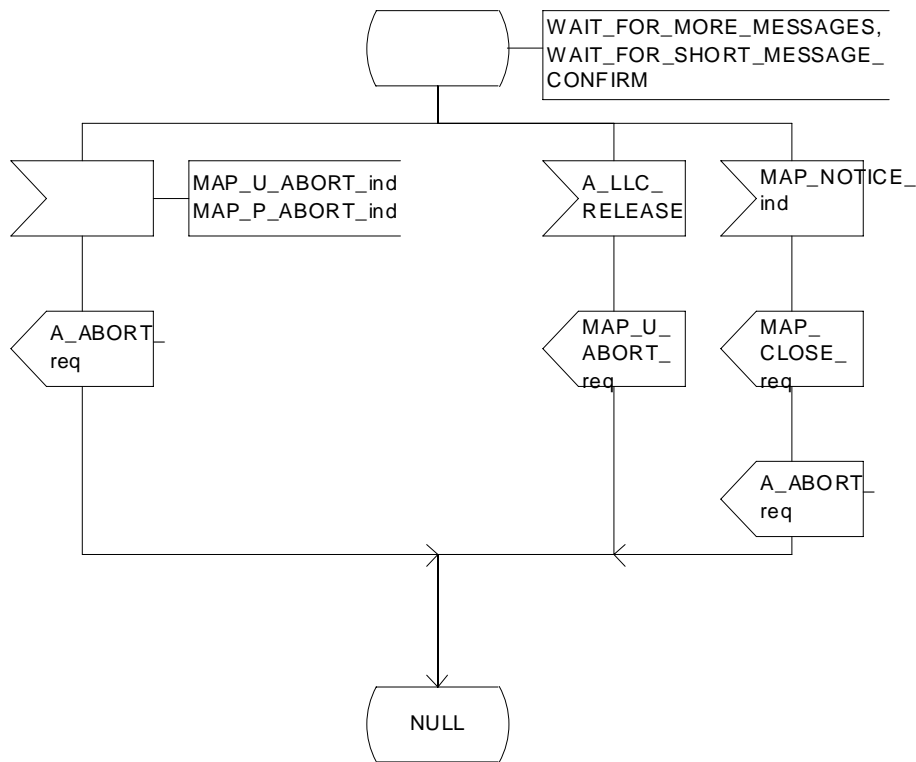 WAIT_FOR_MORE_MESSAGES,
WAIT_FOR_SHORT_MESSAGE_
CONFIRM
MAP_U_ABORT_ind
MAP_P_ABORT_ind
A_LLC_
RELEASE
MAP_NOTICE_
ind
A_ABORT_
req
MAP_U_
ABORT_
req
MAP_
CLOSE_
req
A_ABORT_
req
NULL